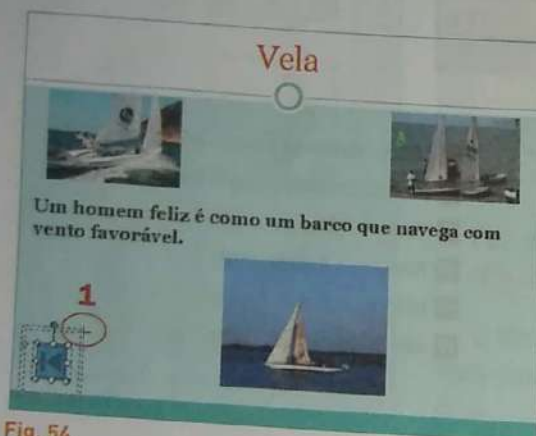 Vela
Um homem feliz é como um barco que navega com
vento favorável.
1
Fig. 54